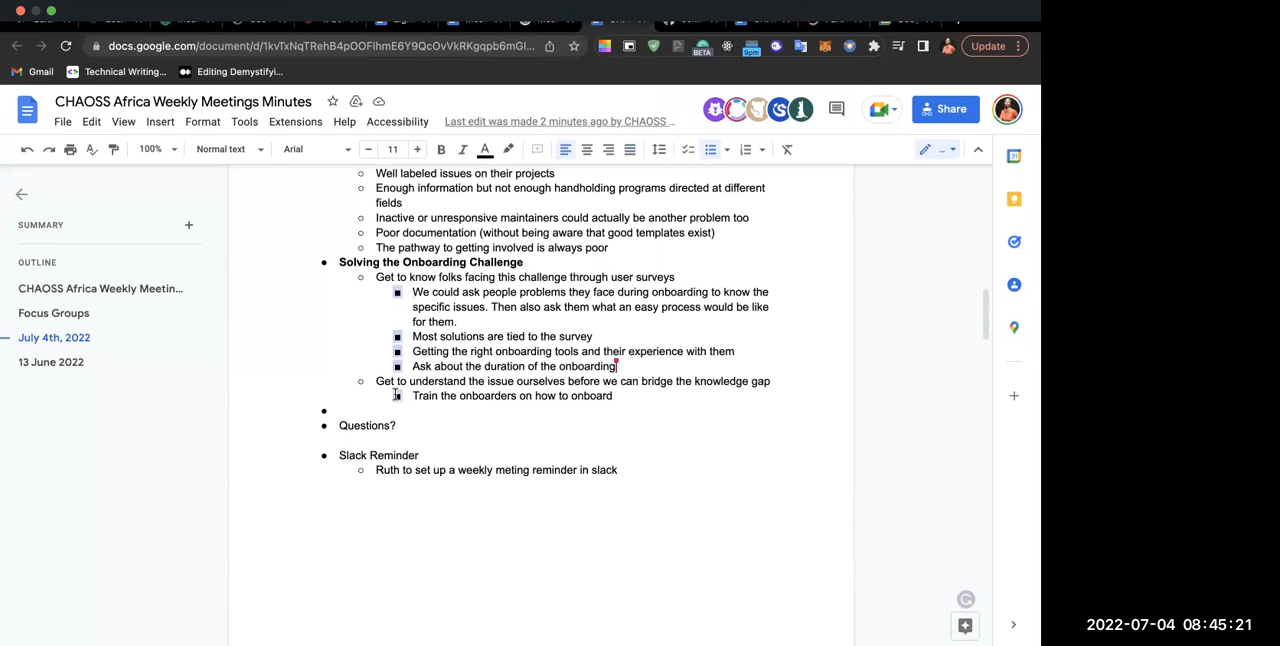 docs.google.com/document/d/1kvTxNqTRehB4pOOFIhmE6Y9QcOvVkRKgqpb6mGI...
BETA
9pm
Update
Gmail
Technical Writing...
Editing Demystifyi...
CHAOSS Africa Weekly Meetings Minutes
Share
File Edit View Insert Format Tools Extensions Help Accessibility
Last edit was made 2 minutes ago by CHAOSS ...
100% Normal text Arial 11
SUMMARY
OUTLINE
CHAOSS Africa Weekly Meetin...
Focus Groups
July 4th, 2022
13 June 2022
Well labeled issues on their projects
Enough information but not enough handholding programs directed at different
fields
Inactive or unresponsive maintainers could actually be another problem too
Poor documentation (without being aware that good templates exist)
The pathway to getting involved is always poor
Solving the Onboarding Challenge
Get to know folks facing this challenge through user surveys
We could ask people problems they face during onboarding to know the
specific issues. Then also ask them what an easy process would be like
for them.
Most solutions are tied to the survey
Getting the right onboarding tools and their experience with them
Ask about the duration of the onboarding
Get to understand the issue ourselves before we can bridge the knowledge gap
Train the onboarders on how to onboard
Questions?
Slack Reminder
Ruth to set up a weekly meting reminder in slack
2022-07-04 08:45:21